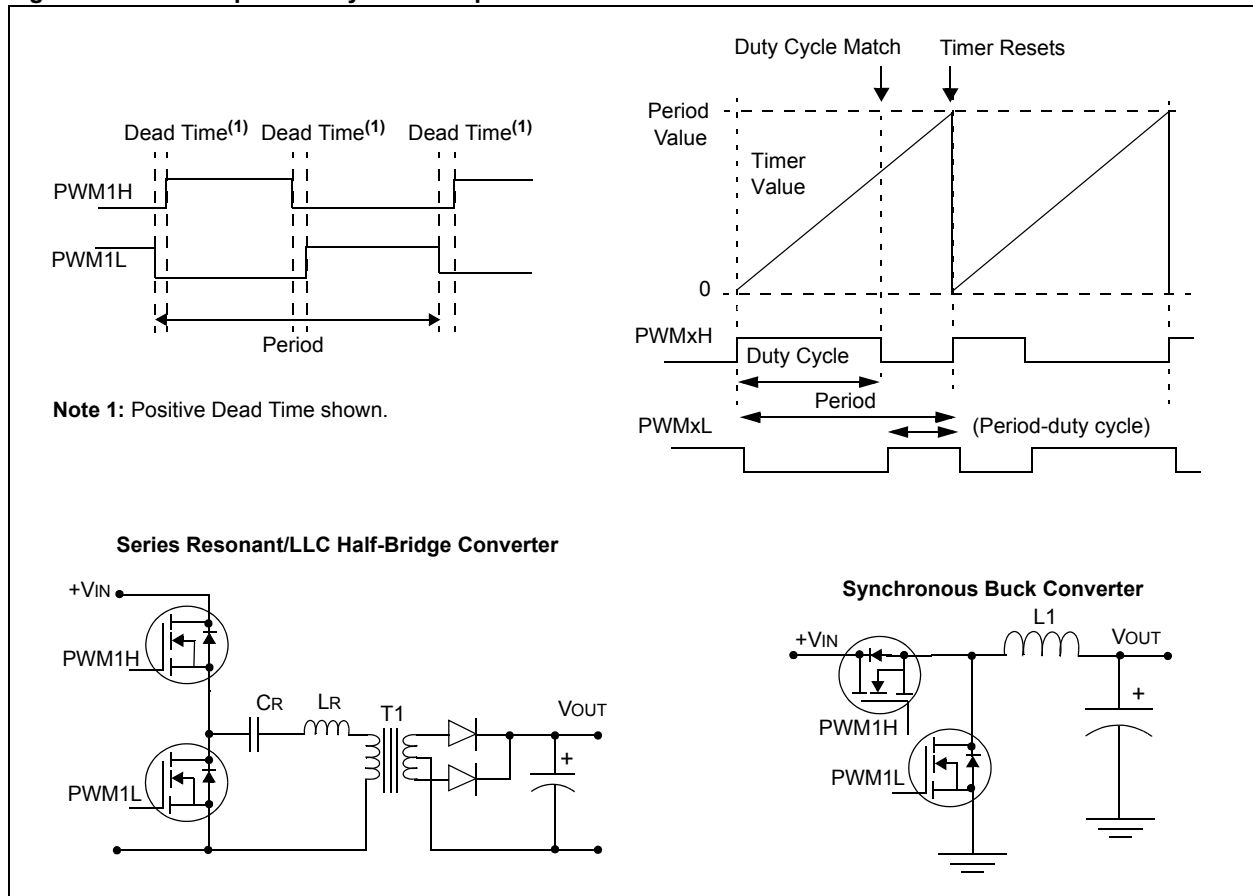 Duty Cycle Match Timer Resets
Dead Time(1) Dead Time(1) Dead Time(1)
PWM1H
PWM1L
Period
Note 1: Positive Dead Time shown.
Period
Value
Timer
Value
0
PWMxH
Duty Cycle
Period
PWMxL
(Period-duty cycle)
Series Resonant/LLC Half-Bridge Converter
+VIN
PWM1H
CR
LR
T1
VOUT
+
PWM1L
Synchronous Buck Converter
L1
+VIN
VOUT
+
PWM1H
PWM1L